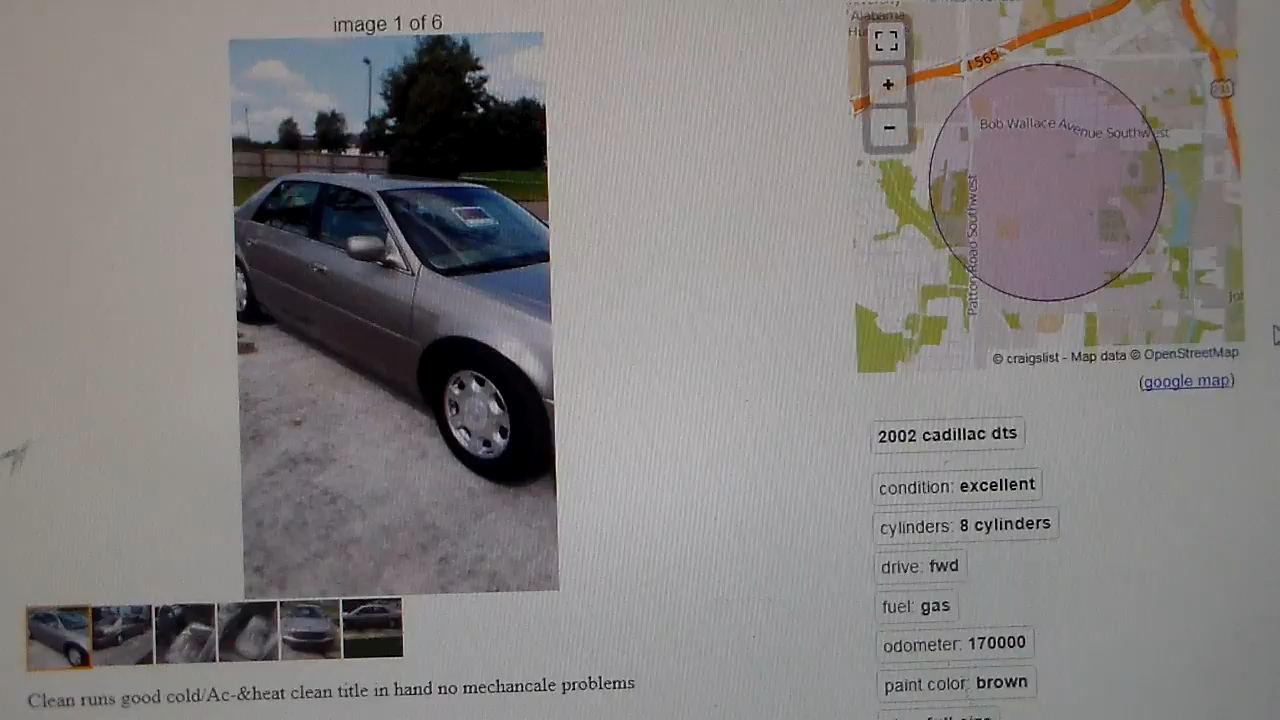 image 1 of 6
Alabama
I 565
Bob Wallace Avenue Southwest
Patton Road Southwest
© craigslist - Map data © OpenStreetMap
(google map)
2002 cadillac dts
condition: excellent
cylinders: 8 cylinders
drive: fwd
fuel: gas
odometer: 170000
paint color: brown
Clean runs good cold/Ac-&heat clean title in hand no mechancale problems